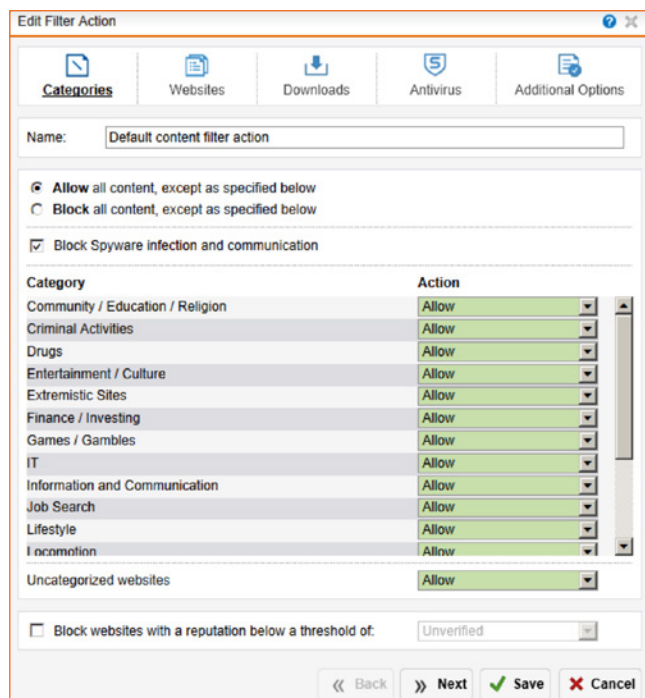 Edit Filter Action
Categories Websites Downloads Antivirus Additional Options
Name: Default content filter action
Allow all content, except as specified below
Block all content, except as specified below
Block Spyware infection and communication
Category Action
Community / Education / Religion Allow
Criminal Activities Allow
Drugs Allow
Entertainment / Culture Allow
Extremistic Sites Allow
Finance / Investing Allow
Games / Gambles Allow
IT Allow
Information and Communication Allow
Job Search Allow
Lifestyle Allow
Locomotion Allow
Uncategorized websites Allow
Block websites with a reputation below a threshold of: Unverified
Back Next Save Cancel